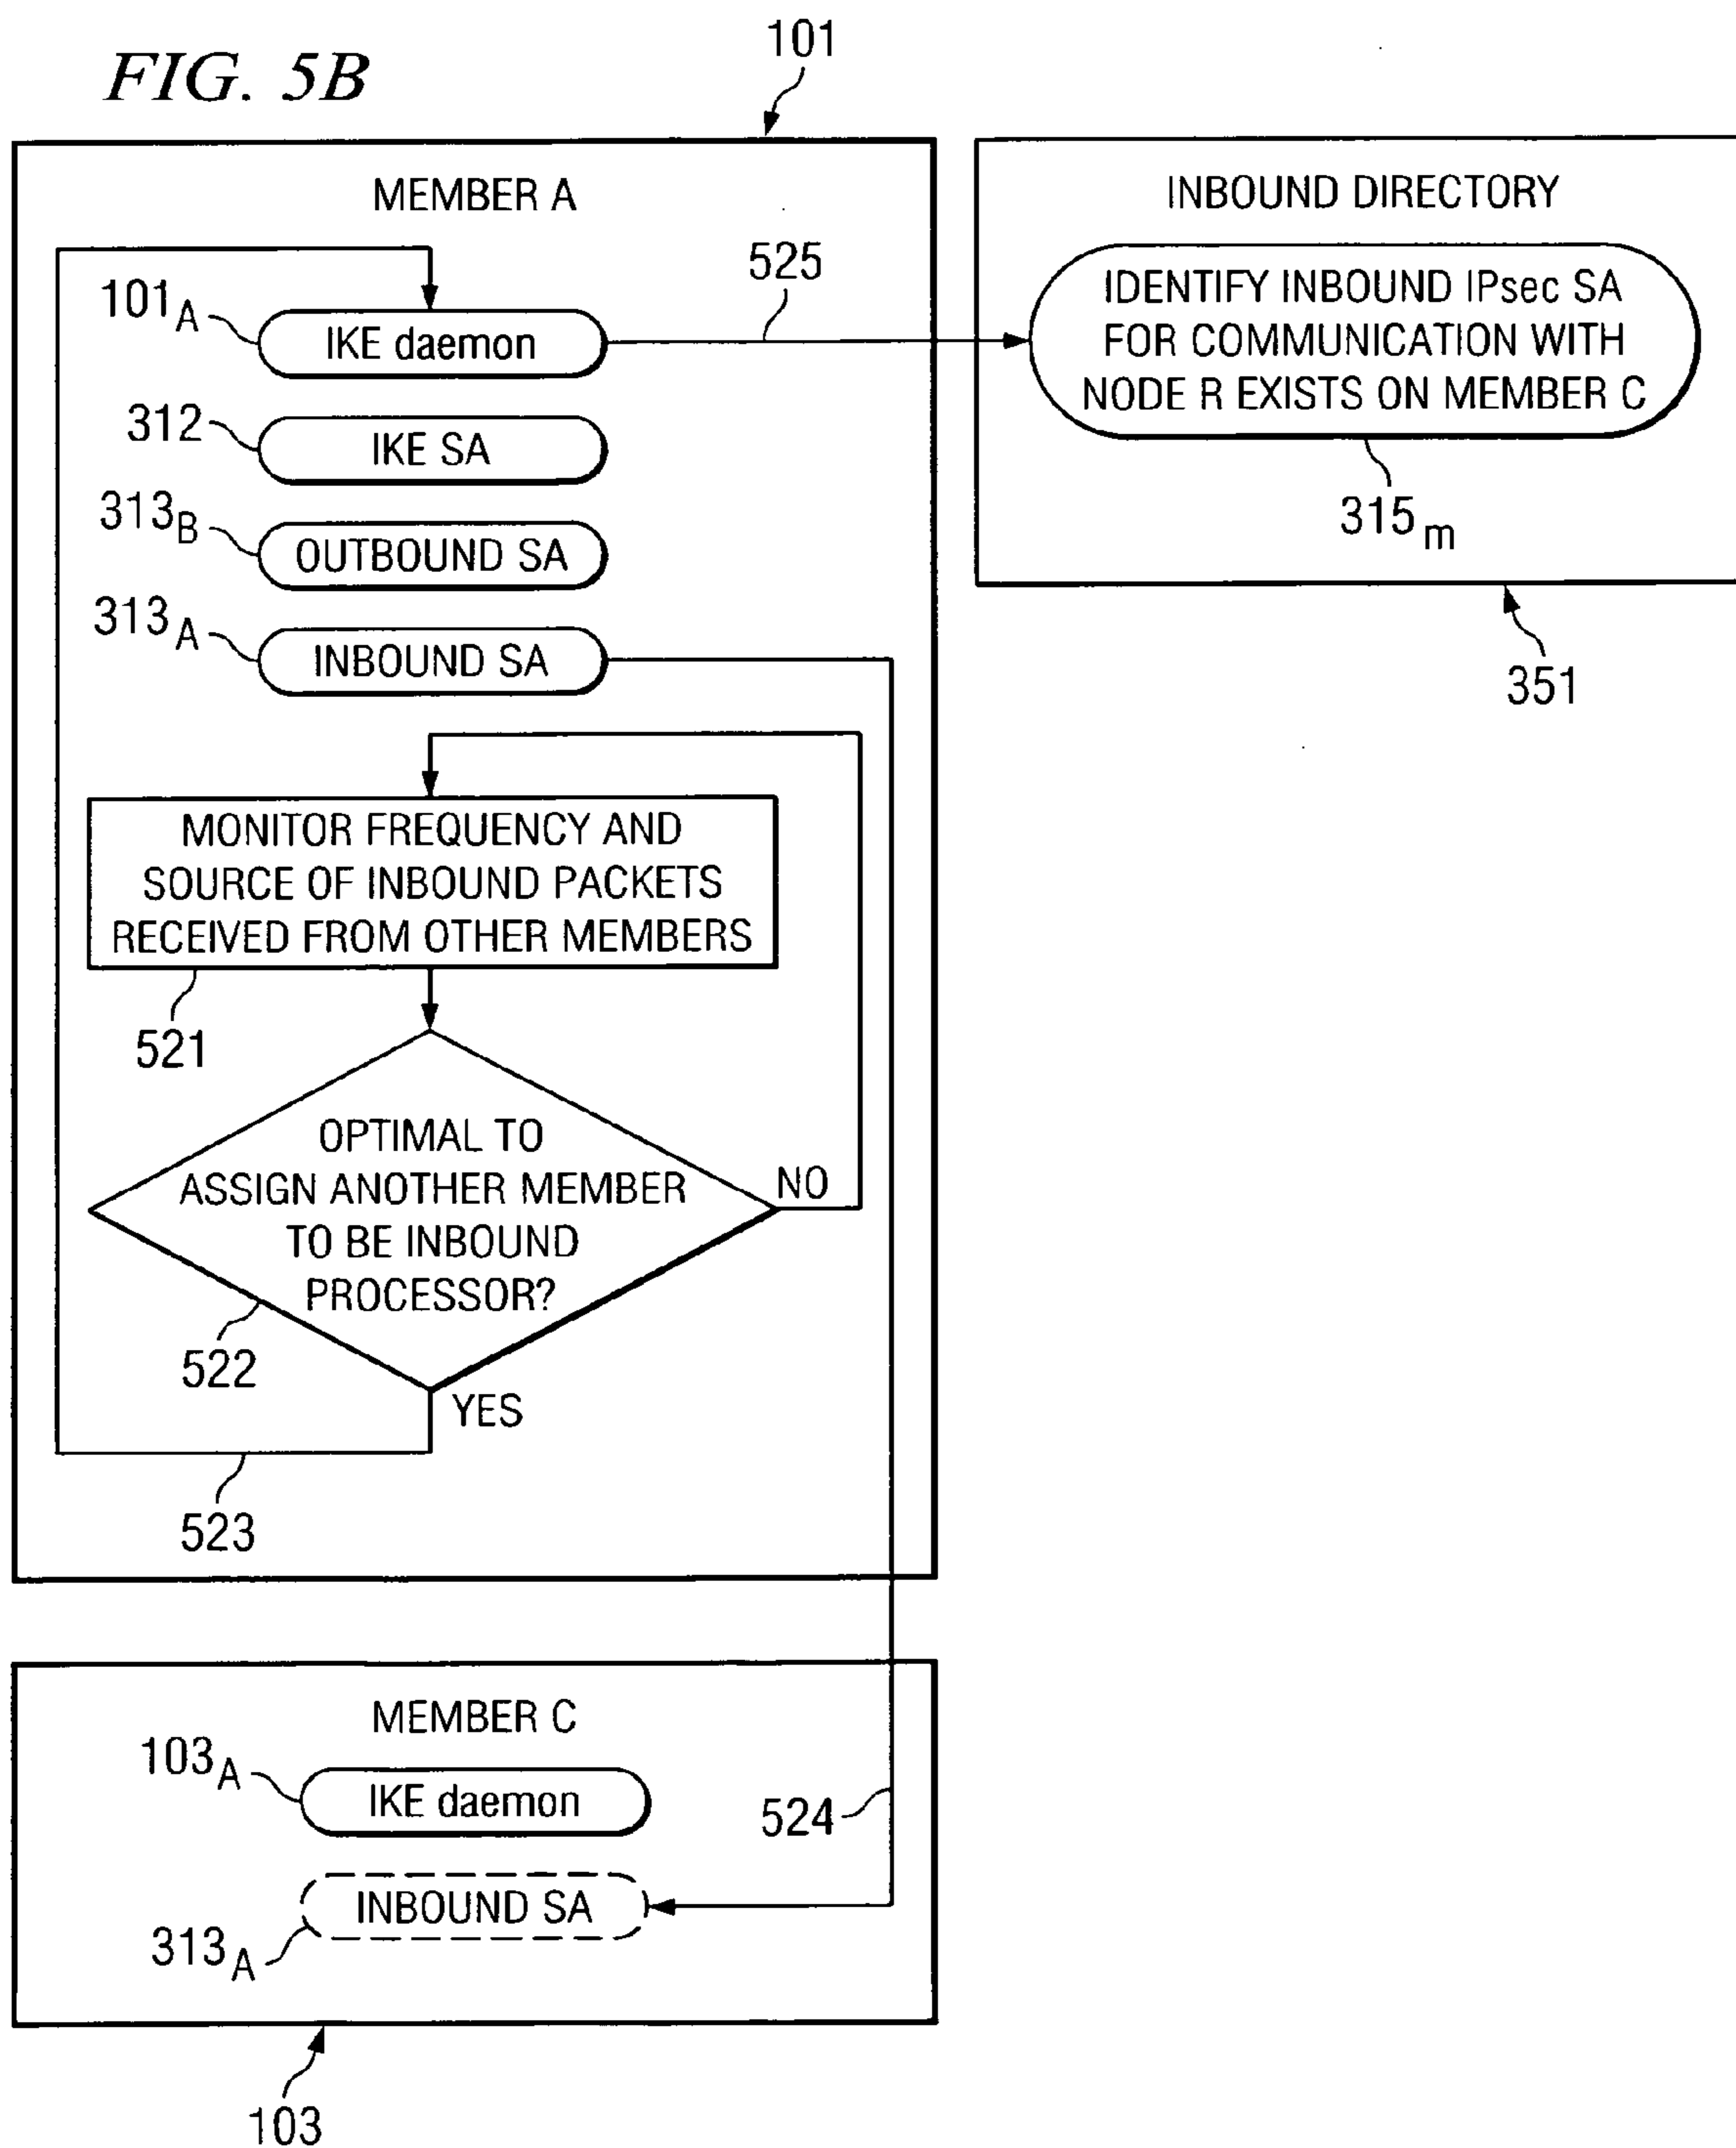 FIG. 5B
101
MEMBER A
101A
IKE daemon
525
312
IKE SA
313B
OUTBOUND SA
313A
INBOUND SA
MONITOR FREQUENCY AND
SOURCE OF INBOUND PACKETS
RECEIVED FROM OTHER MEMBERS
521
OPTIMAL TO
ASSIGN ANOTHER MEMBER
TO BE INBOUND
PROCESSOR?
NO
522
YES
523
INBOUND DIRECTORY
IDENTIFY INBOUND IPsec SA
FOR COMMUNICATION WITH
NODE R EXISTS ON MEMBER C
315m
351
MEMBER C
103A
IKE daemon
524
INBOUND SA
313A
103